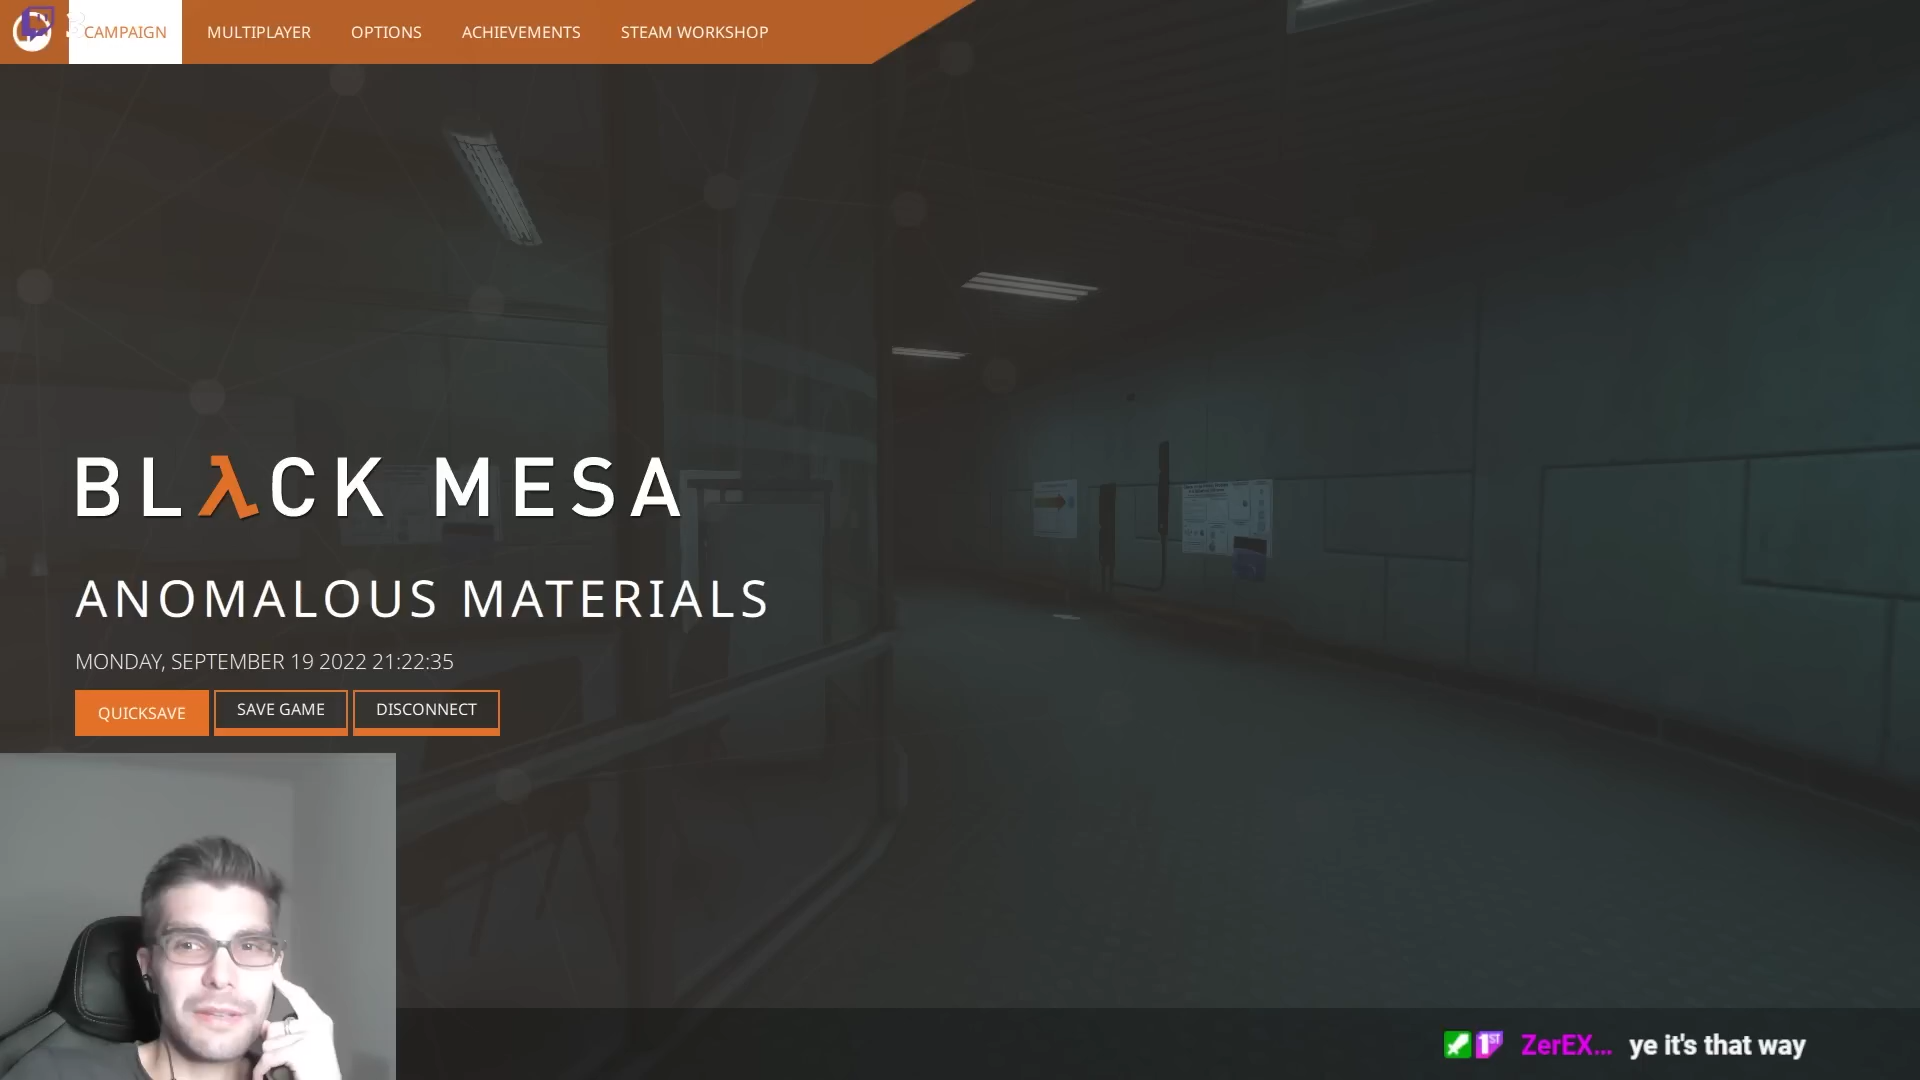 CAMPAIGN MULTIPLAYER OPTIONS ACHIEVEMENTS STEAM WORKSHOP
BLλCK MESA
ANOMALOUS MATERIALS
MONDAY, SEPTEMBER 19 2022 21:22:35
QUICKSAVE SAVE GAME DISCONNECT
1ST ZerEX... ye it's that way